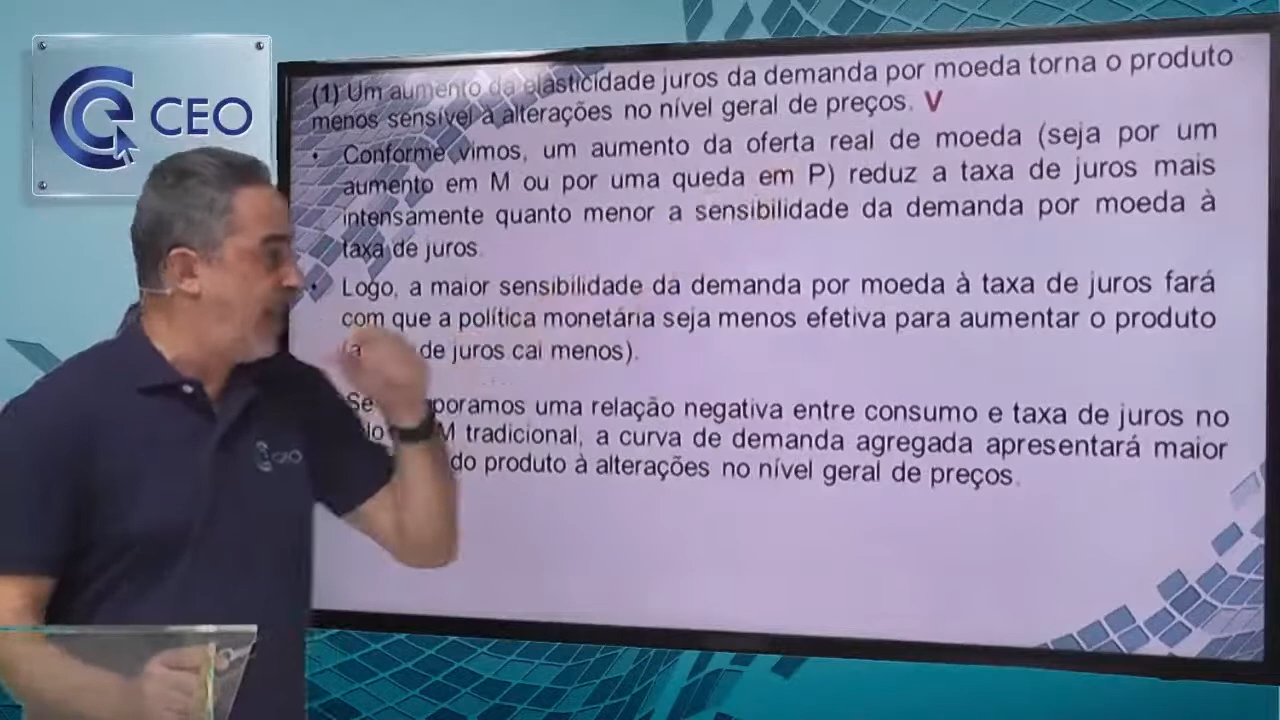 CEO
(1) Um aumento da elasticidade juros da demanda por moeda torna o produto
menos sensível à alterações no nível geral de preços. V
• Conforme vimos, um aumento da oferta real de moeda (seja por um
aumento em M ou por uma queda em P) reduz a taxa de juros mais
intensamente quanto menor a sensibilidade da demanda por moeda à
taxa de juros.
• Logo, a maior sensibilidade da demanda por moeda à taxa de juros fará
com que a política monetária seja menos efetiva para aumentar o produto
de juros cai menos).
Se uma relação negativa entre consumo e taxa de juros no
tradicional, a curva de demanda agregada apresentará maior
do produto à alterações no nível geral de preços.
CEO